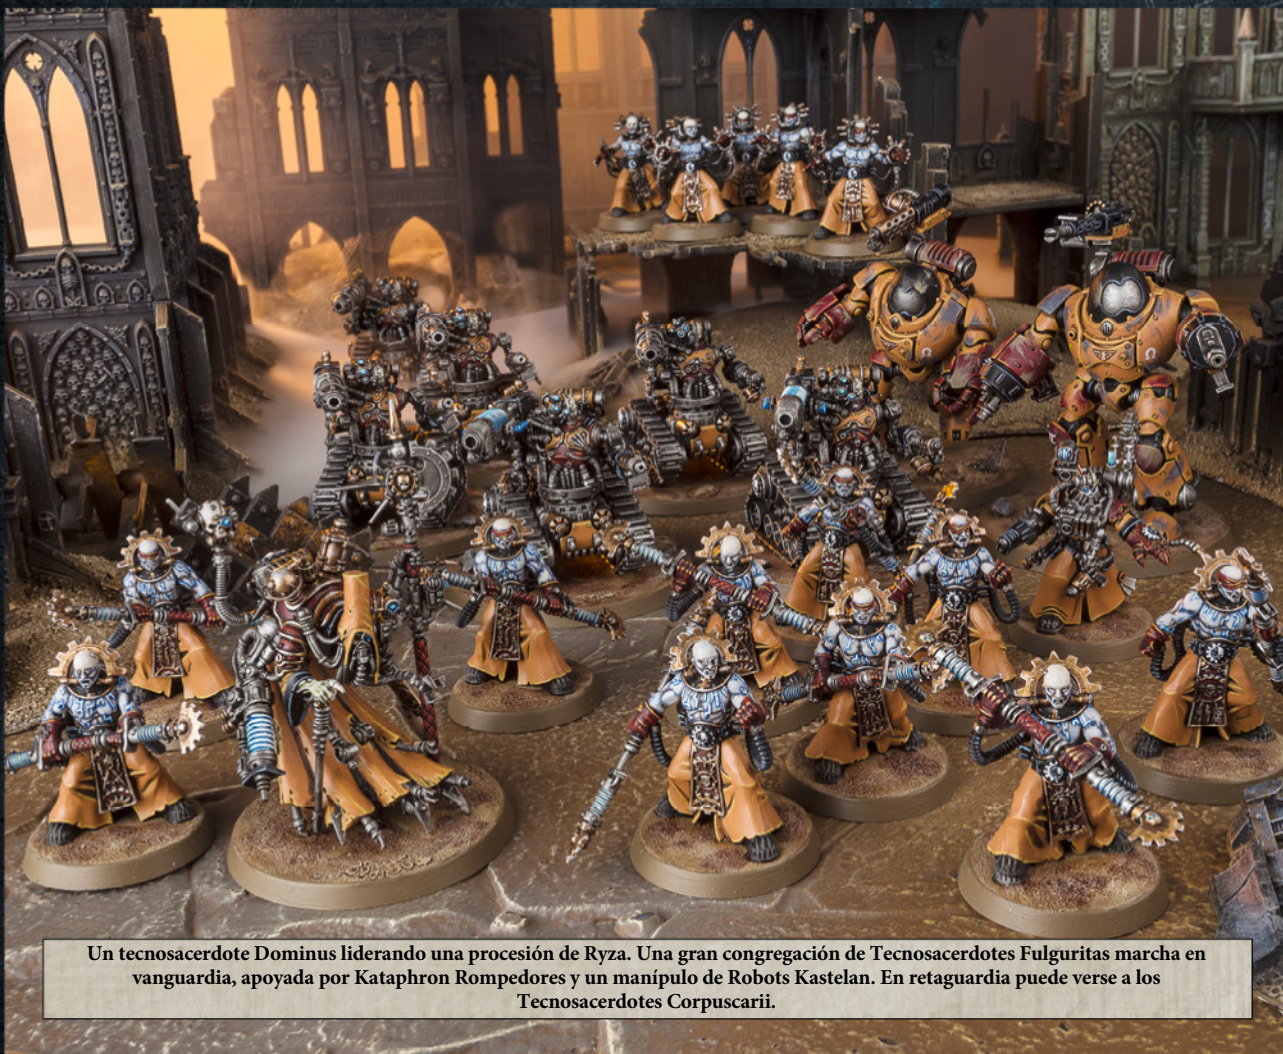 Un tecnosacerdote Dominus liderando una procesión de Ryza. Una gran congregación de Tecnosacerdotes Fulguritas marcha en
vanguardia, apoyada por Kataphron Rompedores y un manípulo de Robots Kastelan. En retaguardia puede verse a los
Tecnosacerdotes Corpuscarii.